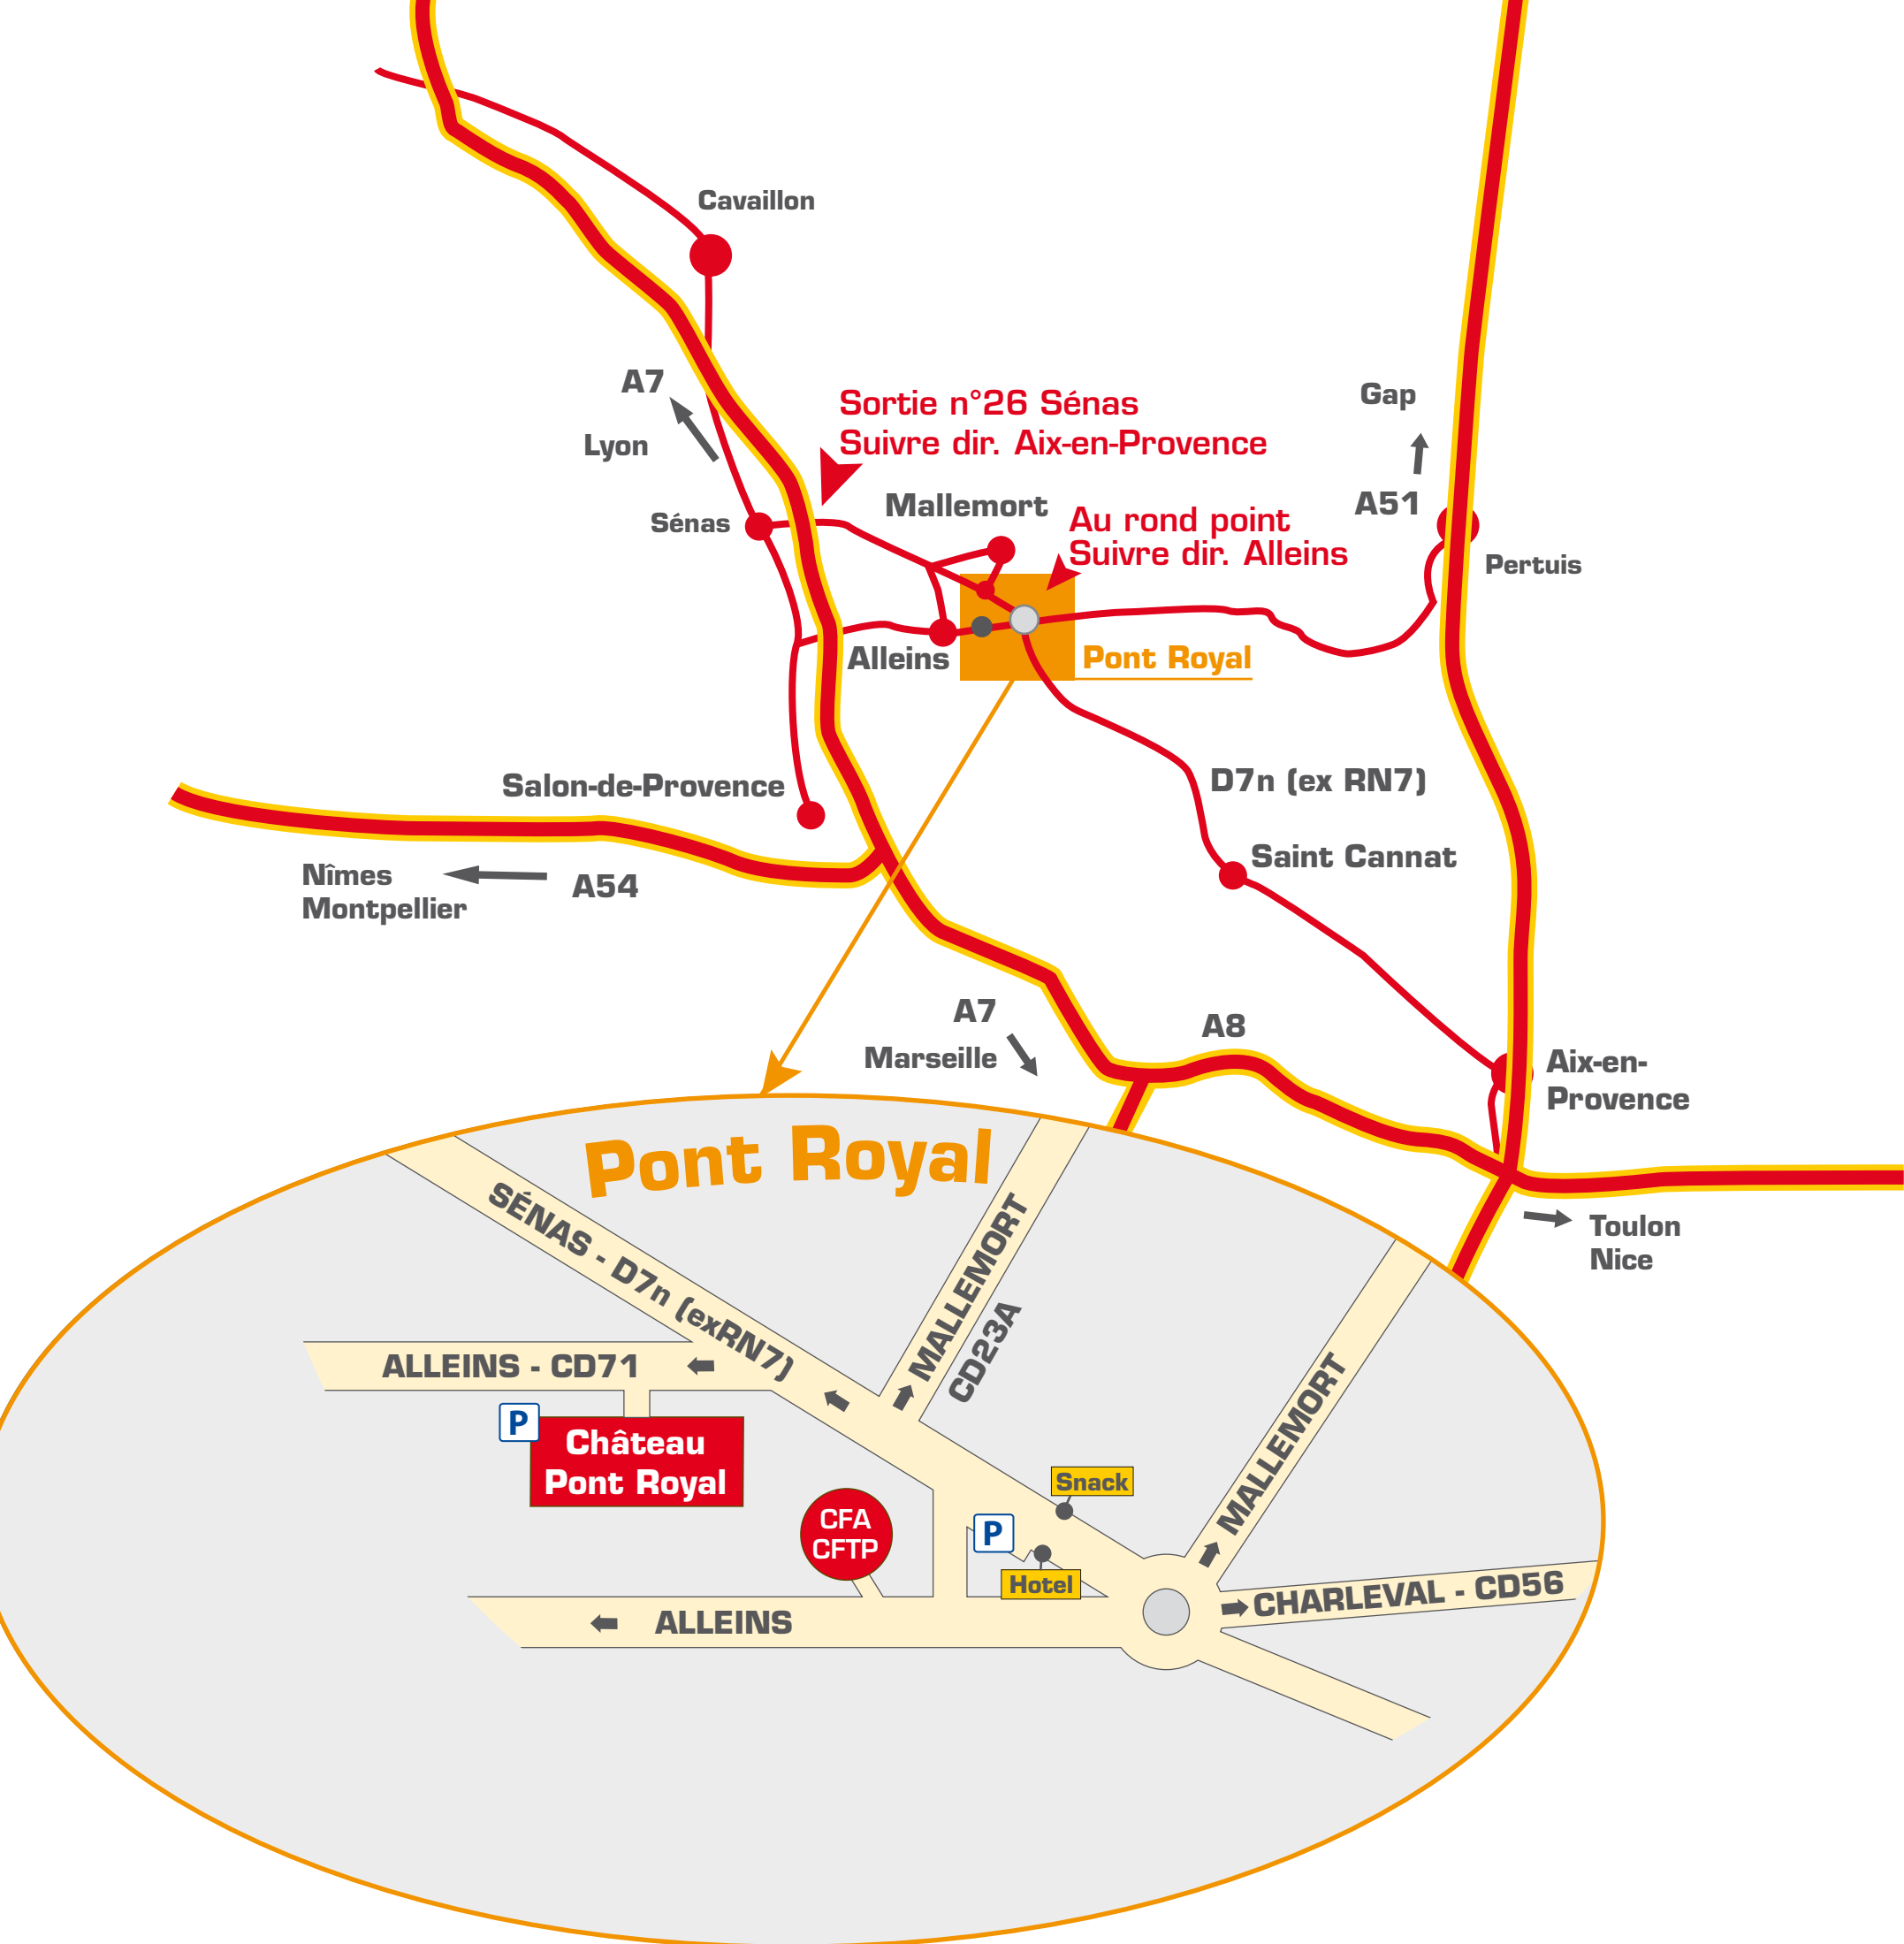 Cavaillon
A7
Lyon
Sortie n°26 Sénas
Suivre dir. Aix-en-Provence
Gap
A51
Mallemort
Sénas
Au rond point
Suivre dir. Alleins
Pertuis
Alleins
Pont Royal
Salon-de-Provence
D7n (ex RN7)
Saint Cannat
Nîmes
Montpellier
A54
A7
Marseille
A8
Aix-en-
Provence
Toulon
Nice
Pont Royal
SÉNAS - D7n (exRN7)
MALLEMORT
CD23A
ALLEINS - CD71
MALLEMORT
P
Château
Pont Royal
Snack
CFA
CFTP
P
Hotel
CHARLEVAL - CD56
ALLEINS